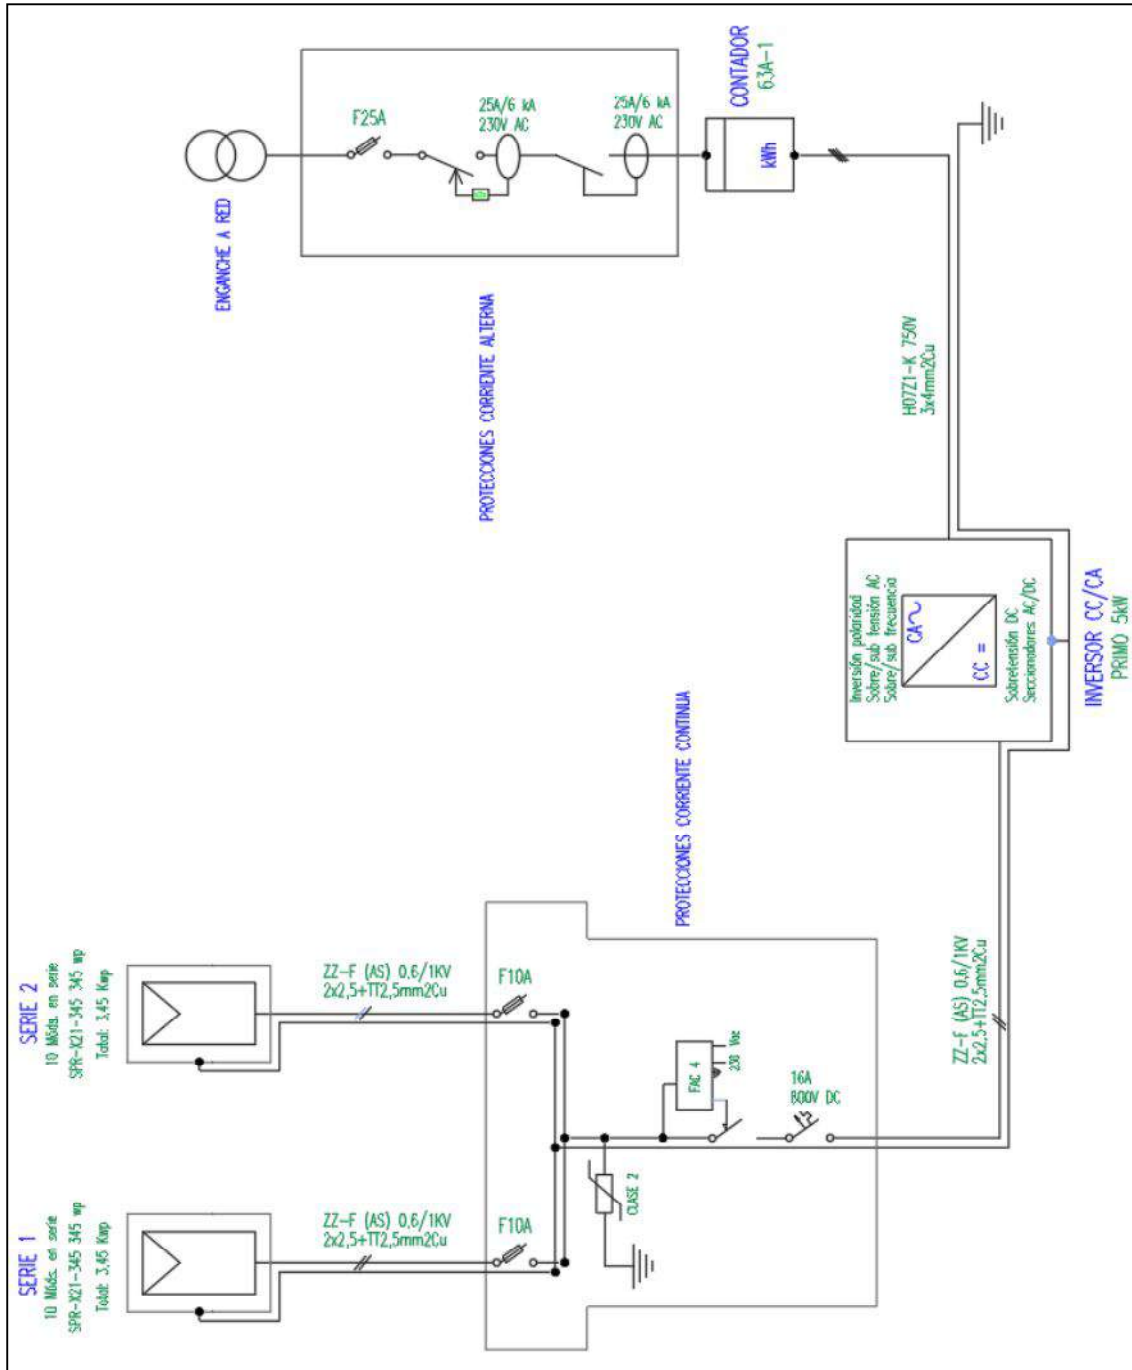 ENGANCHE A RED
F25A
25A/6 kA
230V AC
25A/6 kA
230V AC
CONTADOR
63A-1
kWh
PROTECCIONES CORRIENTE ALTERNA
H07Z1-K 750V
3x4mm2Cu
Inversión polaridad
Sobre/sub tensión AC
Sobre/sub frecuencia
CA
CC =
Sobretensión DC
Seccionadores AC/DC
INVERSOR CC/CA
PRIMO 5kW
PROTECCIONES CORRIENTE CONTINUA
SERIE 2
10 Móds. en serie
SPR-X21-345 345 wp
Total: 3,45 Kwp
ZZ-F (AS) 0,6/1KV
2x2,5+TT2,5mm2Cu
F10A
FAC 4
230 Vac
16A
800V DC
ZZ-F (AS) 0,6/1KV
2x2,5+TT2,5mm2Cu
CLASE 2
SERIE 1
10 Móds. en serie
SPR-X21-345 345 wp
Total: 3,45 Kwp
ZZ-F (AS) 0,6/1KV
2x2,5+TT2,5mm2Cu
F10A